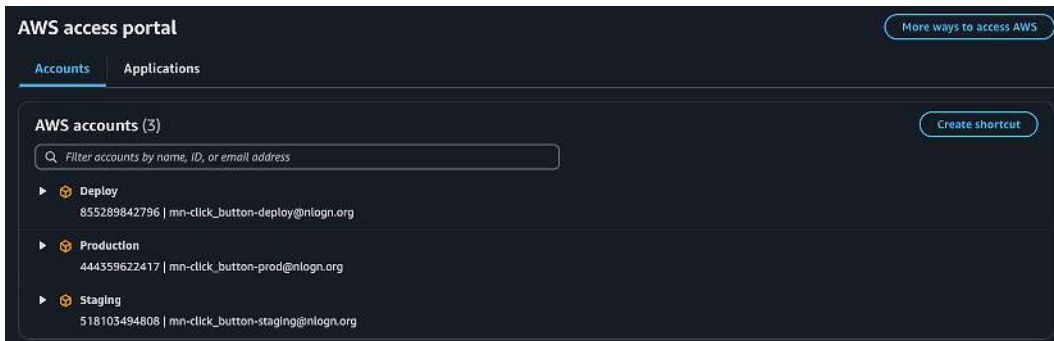 AWS access portal
More ways to access AWS
Accounts
Applications
AWS accounts (3)
Create shortcut
Filter accounts by name, ID, or email address
Deploy
855289842796 | mn-click_button-deploy@nlogn.org
Production
444359622417 | mn-click_button-prod@nlogn.org
Staging
518103494808 | mn-click_button-staging@nlogn.org